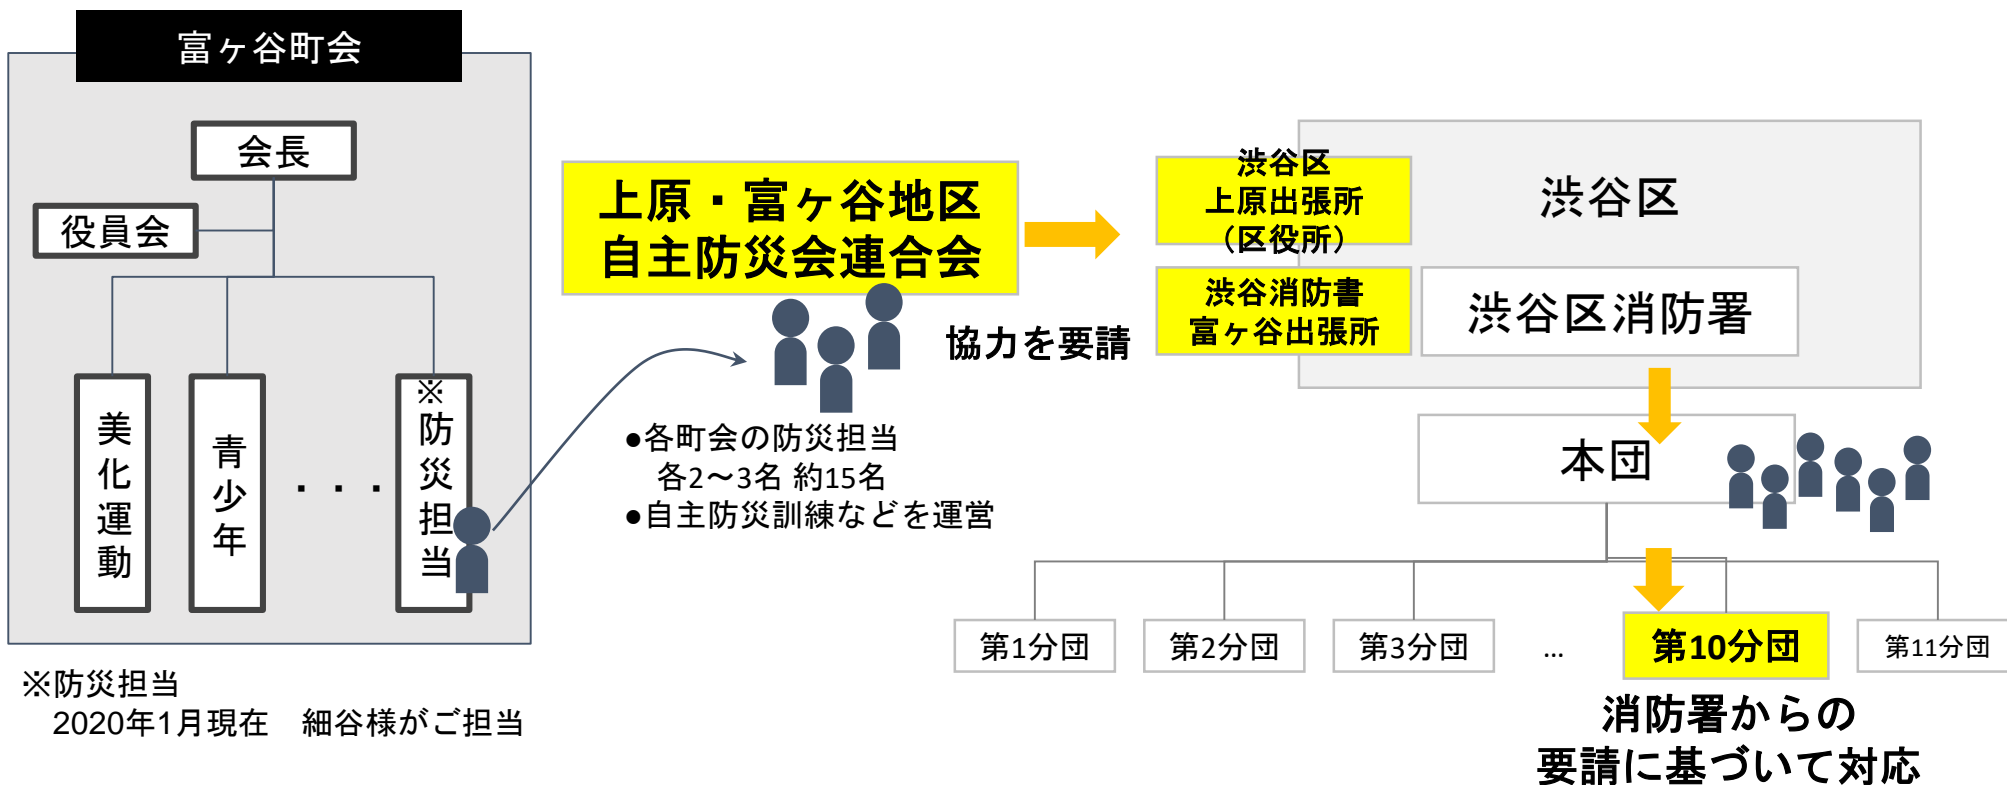 富ヶ谷町会
会長
役員会
美化運動
青少年
・・・
※防災担当
※防災担当
2020年1月現在　細谷様がご担当
上原・富ヶ谷地区
自主防災会連合会
●各町会の防災担当
各2～3名 約15名
●自主防災訓練などを運営
協力を要請
渋谷区
上原出張所
（区役所）
渋谷消防書
富ヶ谷出張所
渋谷区
渋谷区消防署
本団
第1分団
第2分団
第3分団
...
第10分団
第11分団
消防署からの
要請に基づいて対応